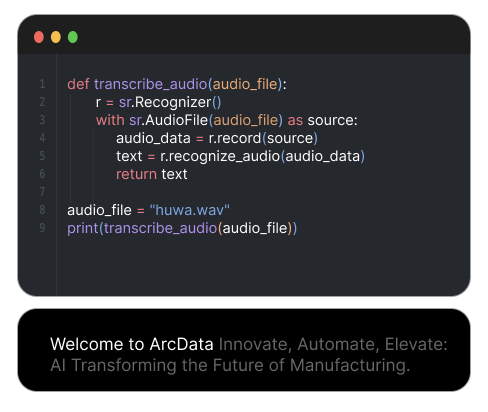 1 def transcribe_audio(audio_file):
2 r = sr.Recognizer()
3 with sr.AudioFile(audio_file) as source:
4 audio_data = r.record(source)
5 text = r.recognize_audio(audio_data)
6 return text
7
8 audio_file = "huwa.wav"
9 print(transcribe_audio(audio_file))
Welcome to ArcData Innovate, Automate, Elevate:
AI Transforming the Future of Manufacturing.